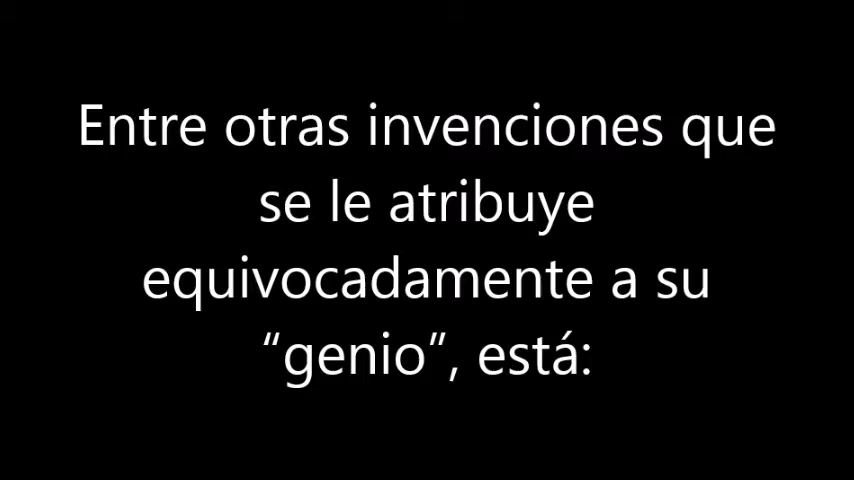 Entre otras invenciones que
se le atribuye
equivocadamente a su
“genio”, está: